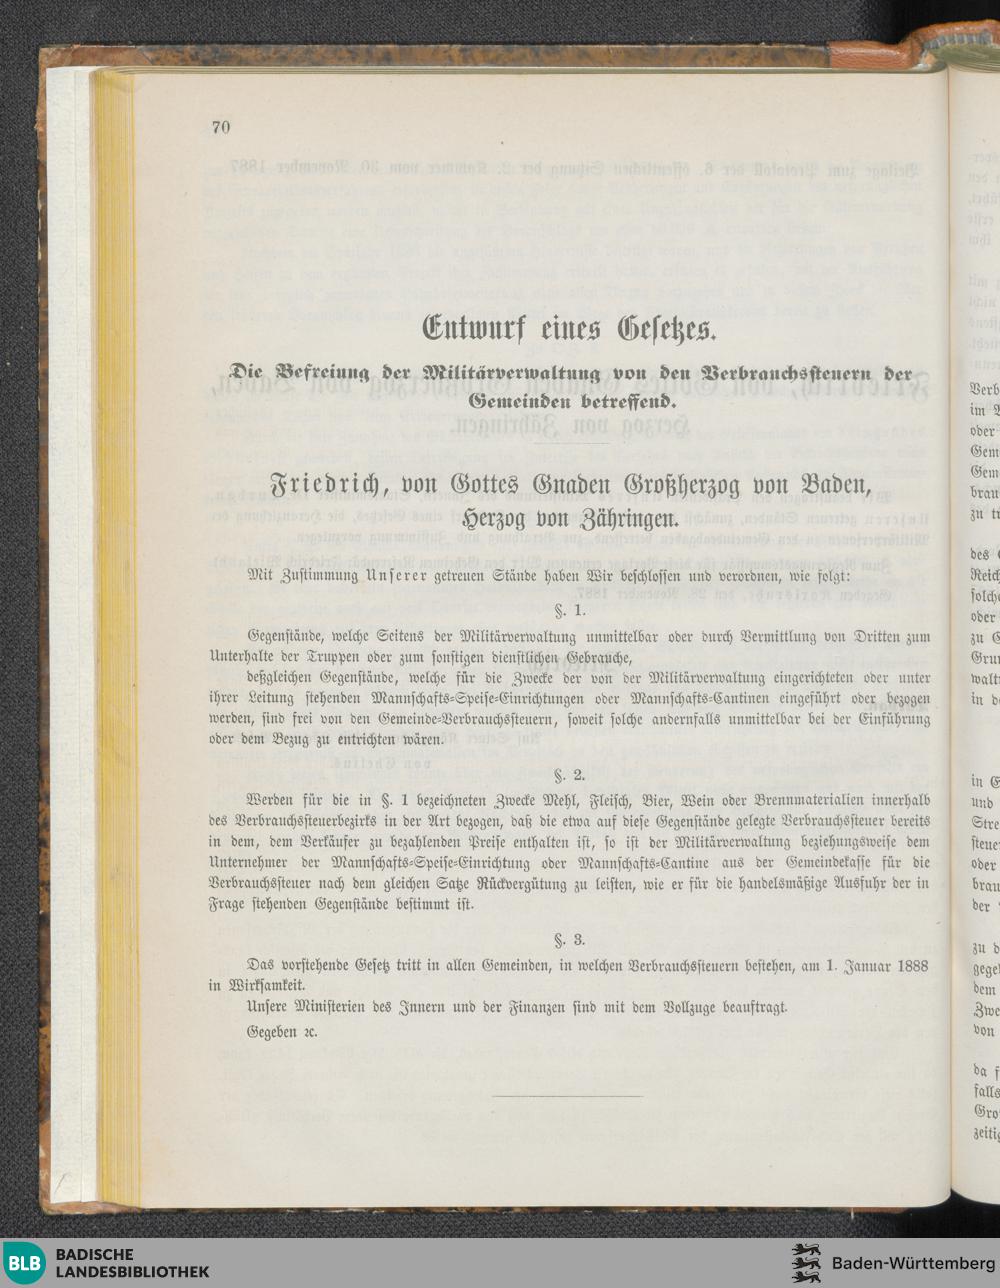 70
Entwurf eines Gesetzes.
Die Befreiung der Militärverwaltung von den Verbrauchssteuern der
Gemeinden betreffend.
Friedrich, von Gottes Gnaden Großherzog von Baden,
Herzog von Zähringen.
Mit Zustimmung Unserer getreuen Stände haben Wir beschlossen und verordnen, wie folgt:
§. 1.
Gegenstände, welche Seitens der Militärverwaltung unmittelbar oder durch Vermittlung von Dritten zum
Unterhalte der Truppen oder zum sonstigen dienstlichen Gebrauche,
deßgleichen Gegenstände, welche für die Zwecke der von der Militärverwaltung eingerichteten oder unter
ihrer Leitung stehenden Mannschafts-Speise-Einrichtungen oder Mannschafts-Cantinen eingeführt oder bezogen
werden, sind frei von den Gemeinde-Verbrauchssteuern, soweit solche andernfalls unmittelbar bei der Einführung
oder dem Bezug zu entrichten wären.
§. 2.
Werden für die in §. 1 bezeichneten Zwecke Mehl, Fleisch, Bier, Wein oder Brennmaterialien innerhalb
des Verbrauchssteuerbezirks in der Art bezogen, daß die etwa auf diese Gegenstände gelegte Verbrauchssteuer bereits
in dem, dem Verkäufer zu bezahlenden Preise enthalten ist, so ist der Militärverwaltung beziehungsweise dem
Unternehmer der Mannschafts-Speise-Einrichtung oder Mannschafts-Cantine aus der Gemeindekasse für die
Verbrauchssteuer nach dem gleichen Satze Rückvergütung zu leisten, wie er für die handelsmäßige Ausfuhr der in
Frage stehenden Gegenstände bestimmt ist.
§. 3.
Das vorstehende Gesetz tritt in allen Gemeinden, in welchen Verbrauchssteuern bestehen, am 1. Januar 1888
in Wirksamkeit.
Unsere Ministerien des Innern und der Finanzen sind mit dem Vollzuge beauftragt.
Gegeben ꝛc.
BLB BADISCHE
LANDESBIBLIOTHEK
Baden-Württemberg